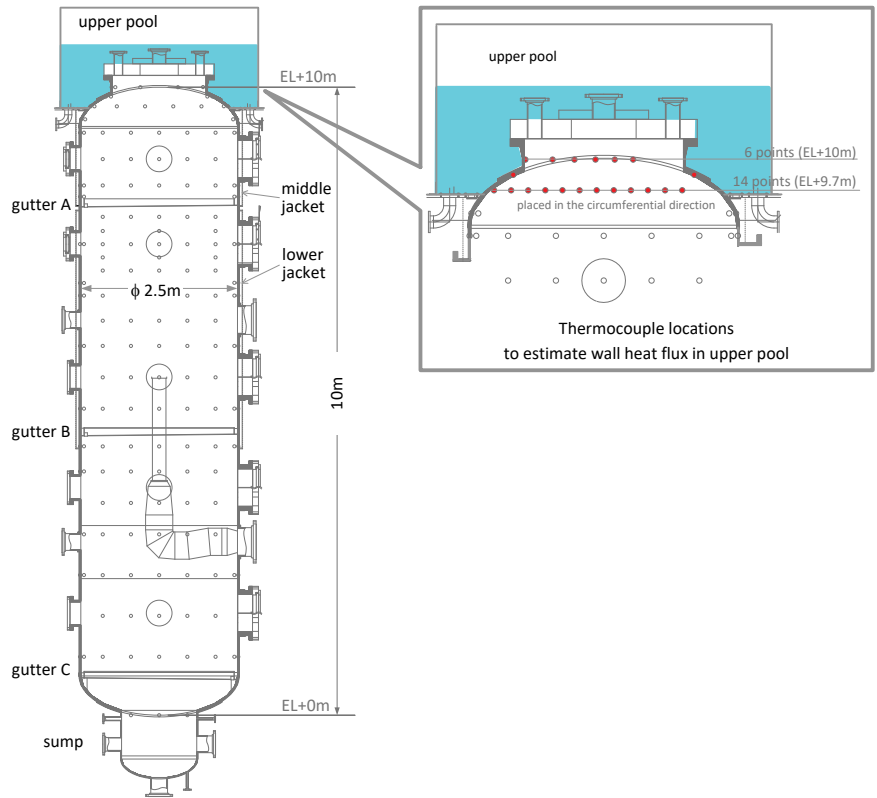 upper pool
EL+10m
middle
jacket
gutter A
lower
jacket
ϕ 2.5m
10m
gutter B
gutter C
EL+0m
sump
upper pool
6 points (EL+10m)
14 points (EL+9.7m)
placed in the circumferential direction
Thermocouple locations
to estimate wall heat flux in upper pool